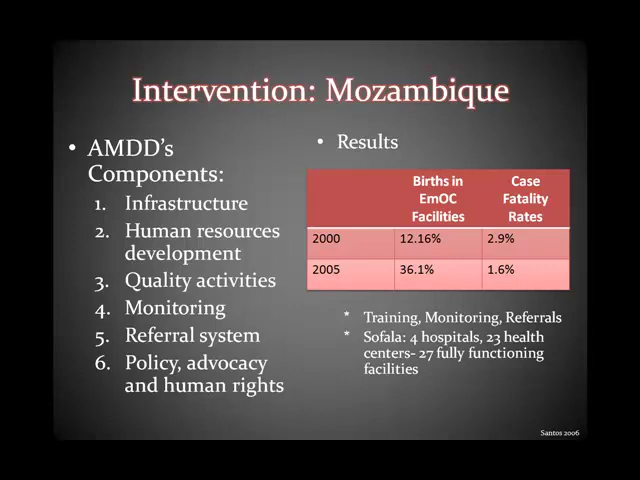 Intervention: Mozambique
• AMDD's
Components:
1. Infrastructure
2. Human resources
development
3. Quality activities
4. Monitoring
5. Referral system
6. Policy, advocacy
and human rights
• Results
Births in
EmOC
Facilities
Case
Fatality
Rates
2000 12.16% 2.9%
2005 36.1% 1.6%
* Training, Monitoring, Referrals
* Sofala: 4 hospitals, 23 health
centers- 27 fully functioning
facilities
Santos 2006